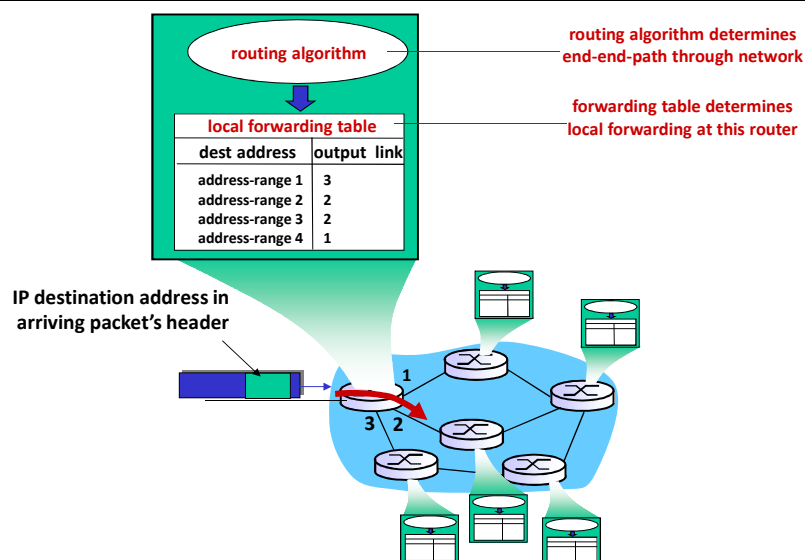 routing algorithm
routing algorithm determines
end-end-path through network
forwarding table determines
local forwarding at this router
local forwarding table
dest address output link
address-range 1 3
address-range 2 2
address-range 3 2
address-range 4 1
IP destination address in
arriving packet's header
1
3 2